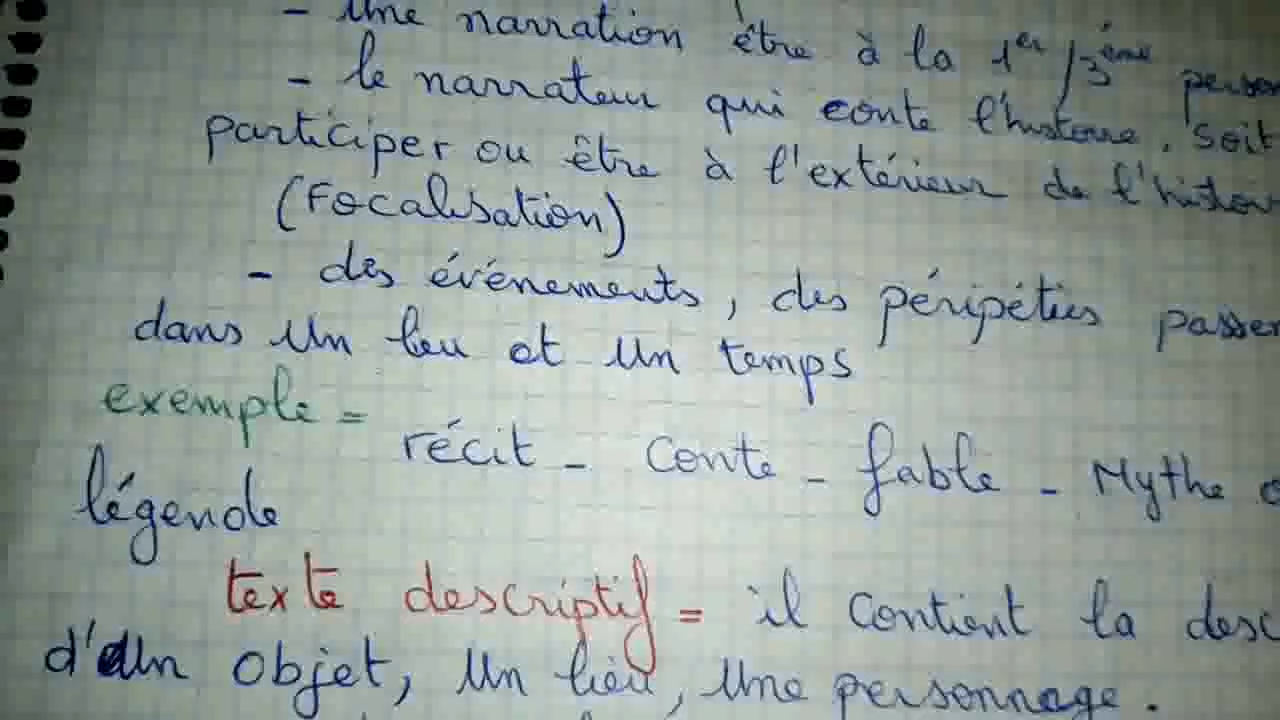 - Une narration être à la 1er/3ème person
- le narrateur qui conte l'histoire, soit
participer ou être à l'extérieur de l'histoir
(Focalisation)
- des événements, des péripéties passer
dans un lieu et un temps
exemple = récit - Conte - fable - Mythe
légende
texte descriptif = il contient la desc
d'un objet, un lieu, une personnage.